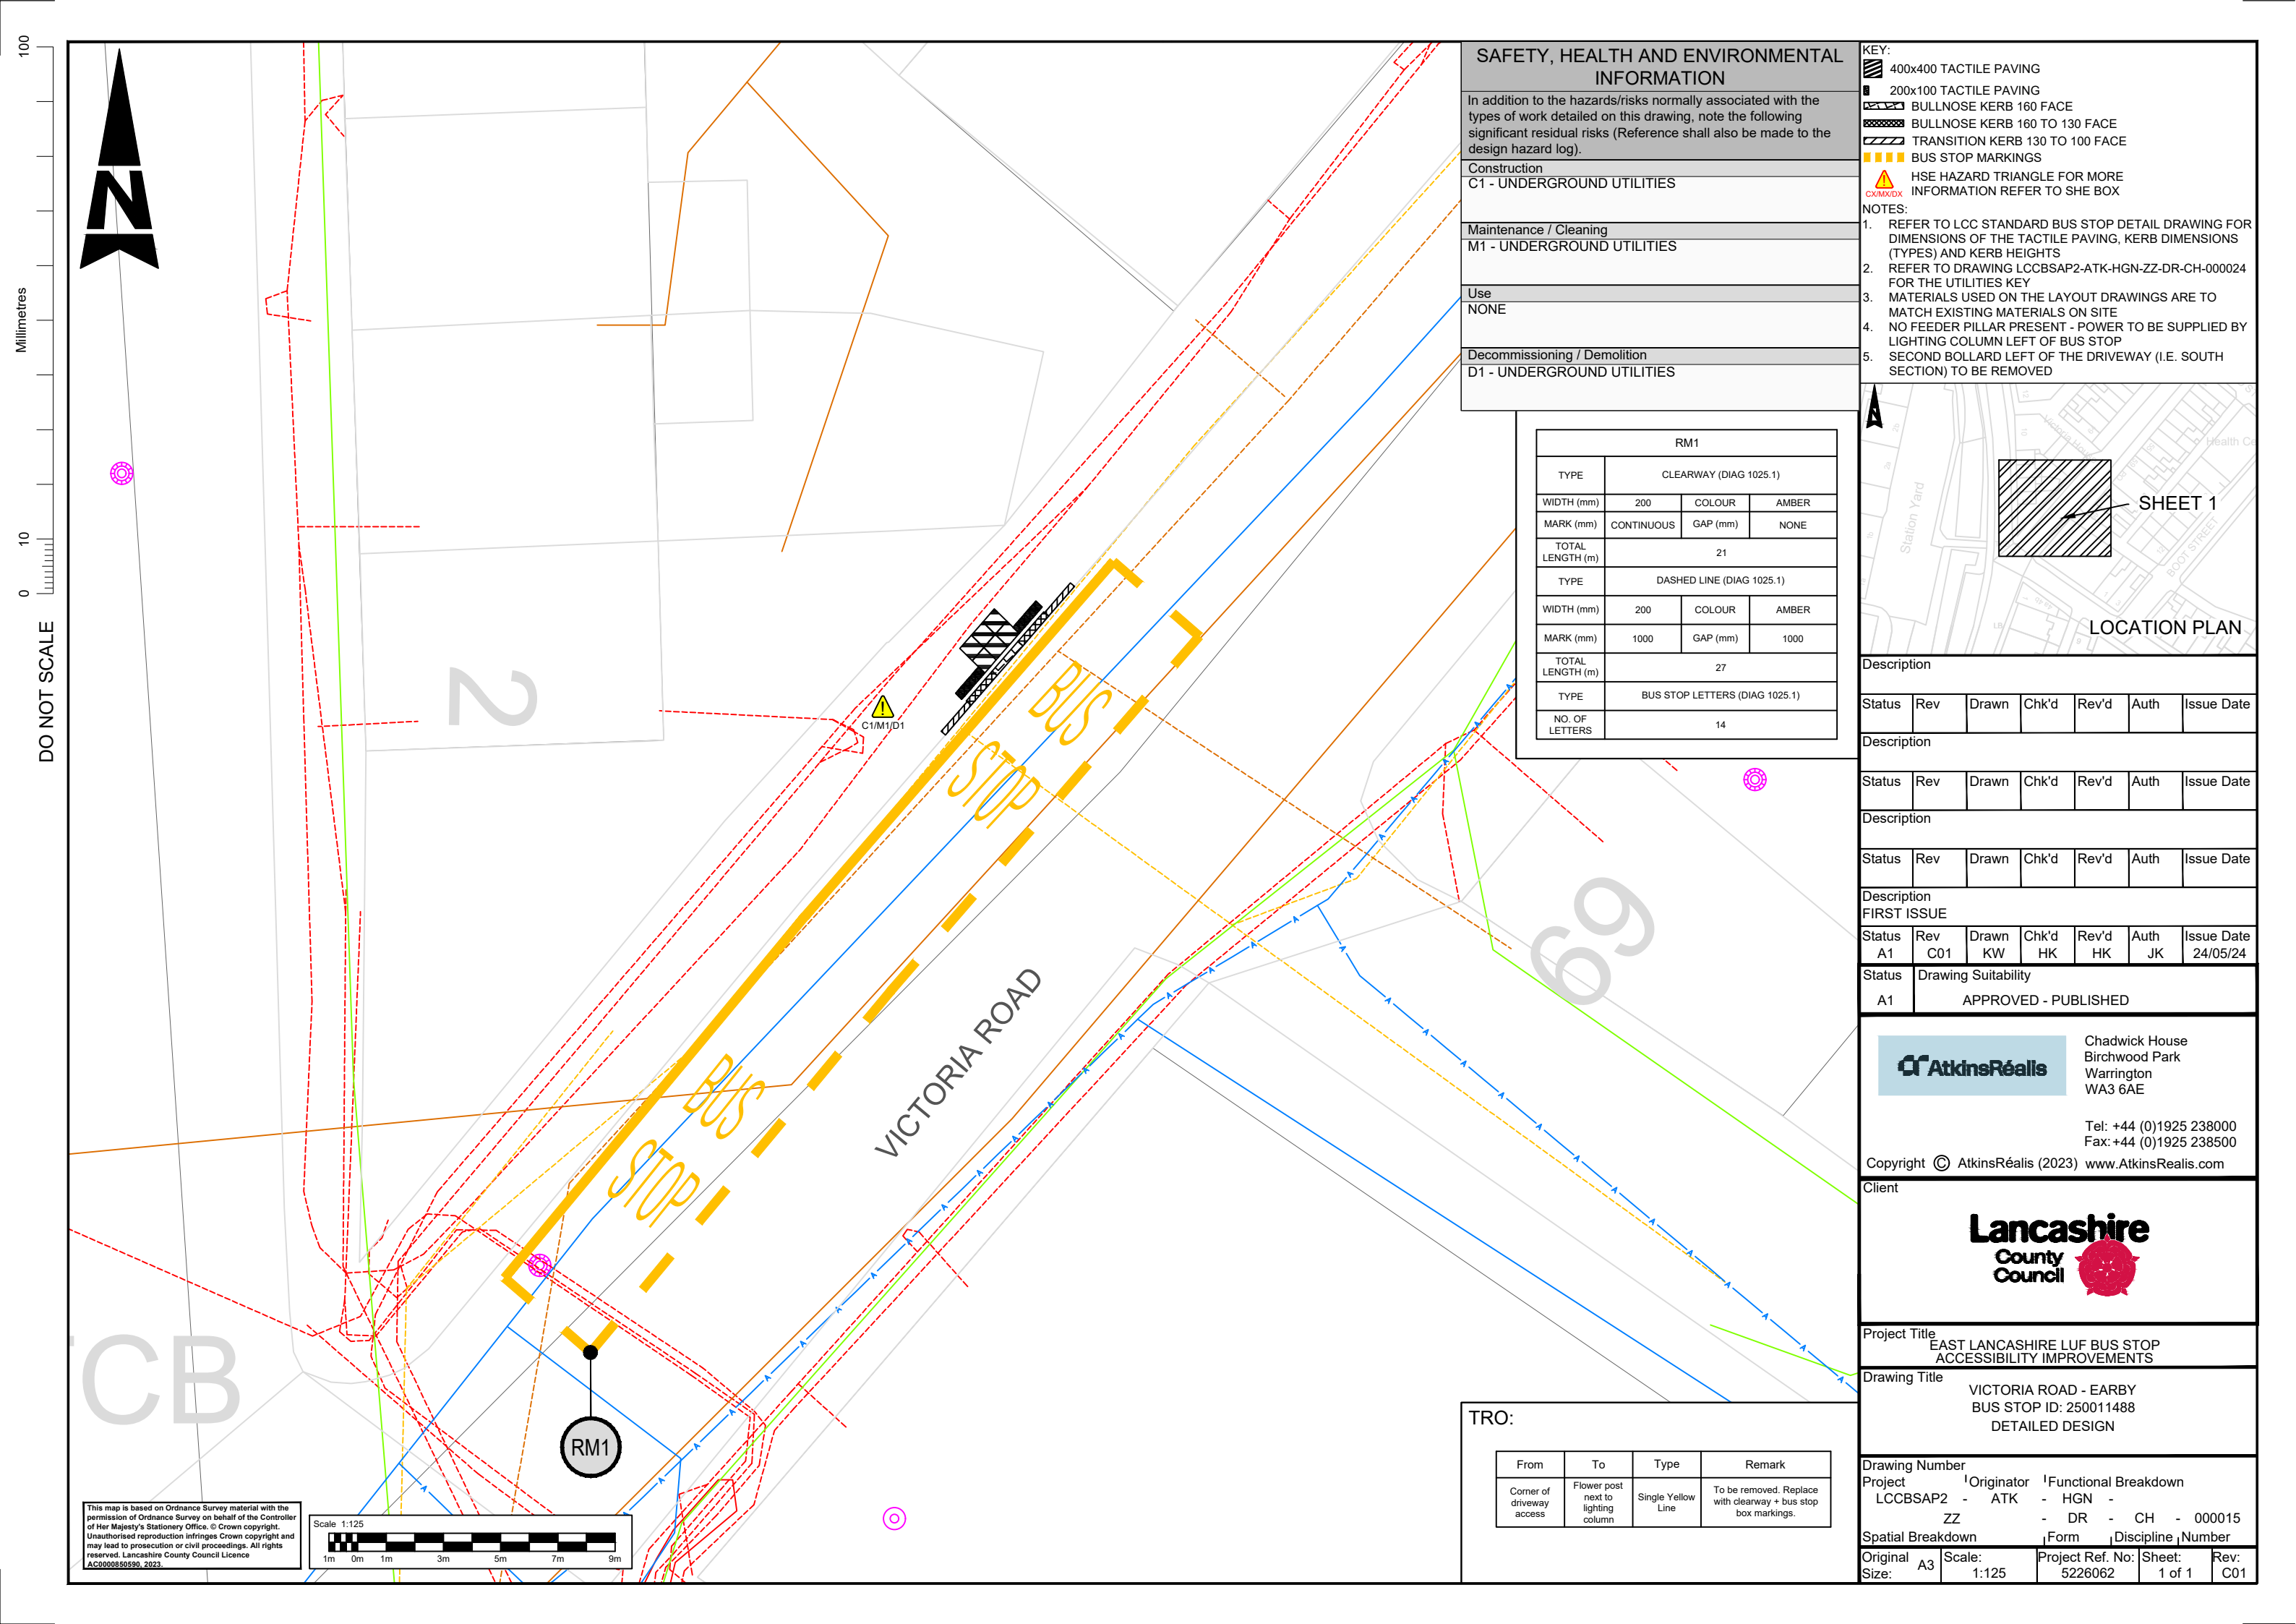 100
Millimetres
10
0
DO NOT SCALE
N
2
C1/M1/D1
BUS
STOP
BUS
STOP
VICTORIA ROAD
69
TCB
RM1
This map is based on Ordnance Survey material with the
permission of Ordnance Survey on behalf of the Controller
of Her Majesty's Stationery Office. © Crown copyright.
Unauthorised reproduction infringes Crown copyright and
may lead to prosecution or civil proceedings. All rights
reserved. Lancashire County Council Licence
AC0000850590, 2023.
Scale 1:125
1m 0m 1m 3m 5m 7m 9m
SAFETY, HEALTH AND ENVIRONMENTAL
INFORMATION
In addition to the hazards/risks normally associated with the
types of work detailed on this drawing, note the following
significant residual risks (Reference shall also be made to the
design hazard log).
Construction
C1 - UNDERGROUND UTILITIES
Maintenance / Cleaning
M1 - UNDERGROUND UTILITIES
Use
NONE
Decommissioning / Demolition
D1 - UNDERGROUND UTILITIES
RM1
TYPE CLEARWAY (DIAG 1025.1)
WIDTH (mm) 200 COLOUR AMBER
MARK (mm) CONTINUOUS GAP (mm) NONE
TOTAL
LENGTH (m) 21
TYPE DASHED LINE (DIAG 1025.1)
WIDTH (mm) 200 COLOUR AMBER
MARK (mm) 1000 GAP (mm) 1000
TOTAL
LENGTH (m) 27
TYPE BUS STOP LETTERS (DIAG 1025.1)
NO. OF
LETTERS 14
TRO:
From To Type Remark
Corner of
driveway
access
Flower post
next to
lighting
column
Single Yellow
Line
To be removed. Replace
with clearway + bus stop
box markings.
KEY:
400x400 TACTILE PAVING
200x100 TACTILE PAVING
BULLNOSE KERB 160 FACE
BULLNOSE KERB 160 TO 130 FACE
TRANSITION KERB 130 TO 100 FACE
BUS STOP MARKINGS
CX/MX/DX
HSE HAZARD TRIANGLE FOR MORE
INFORMATION REFER TO SHE BOX
NOTES:
1. REFER TO LCC STANDARD BUS STOP DETAIL DRAWING FOR
DIMENSIONS OF THE TACTILE PAVING, KERB DIMENSIONS
(TYPES) AND KERB HEIGHTS
2. REFER TO DRAWING LCCBSAP2-ATK-HGN-ZZ-DR-CH-000024
FOR THE UTILITIES KEY
3. MATERIALS USED ON THE LAYOUT DRAWINGS ARE TO
MATCH EXISTING MATERIALS ON SITE
4. NO FEEDER PILLAR PRESENT - POWER TO BE SUPPLIED BY
LIGHTING COLUMN LEFT OF BUS STOP
5. SECOND BOLLARD LEFT OF THE DRIVEWAY (I.E. SOUTH
SECTION) TO BE REMOVED
Station Yard
Health Ce
BOOT STREET
SHEET 1
LOCATION PLAN
Description
Status Rev Drawn Chk'd Rev'd Auth Issue Date
Description
Status Rev Drawn Chk'd Rev'd Auth Issue Date
Description
Status Rev Drawn Chk'd Rev'd Auth Issue Date
Description
FIRST ISSUE
Status Rev Drawn Chk'd Rev'd Auth Issue Date
A1 C01 KW HK HK JK 24/05/24
Status Drawing Suitability
A1 APPROVED - PUBLISHED
AtkinsRéalis
Chadwick House
Birchwood Park
Warrington
WA3 6AE
Tel: +44 (0)1925 238000
Fax: +44 (0)1925 238500
Copyright © AtkinsRéalis (2023) www.AtkinsRealis.com
Client
Lancashire
County
Council
Project Title
EAST LANCASHIRE LUF BUS STOP
ACCESSIBILITY IMPROVEMENTS
Drawing Title
VICTORIA ROAD - EARBY
BUS STOP ID: 250011488
DETAILED DESIGN
Drawing Number
Project Originator Functional Breakdown
LCCBSAP2 - ATK - HGN -
ZZ - DR - CH - 000015
Spatial Breakdown Form Discipline Number
Original
Size: A3
Scale:
1:125
Project Ref. No:
5226062
Sheet:
1 of 1
Rev:
C01